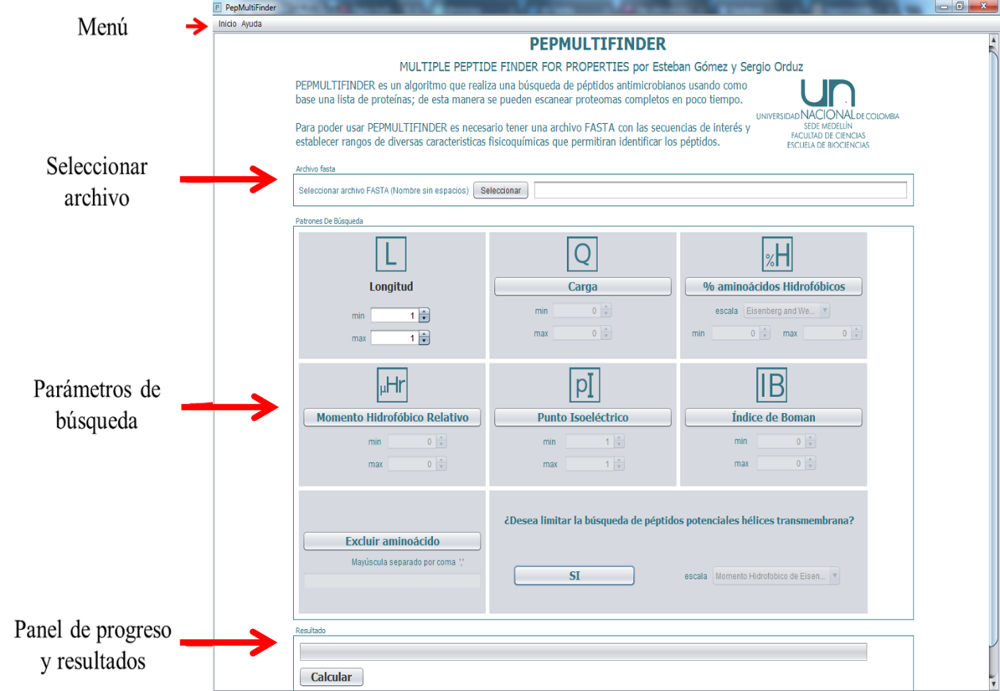 PepMultiFinder
Menú
Inicio Ayuda
PEPMULTIFINDER
MULTIPLE PEPTIDE FINDER FOR PROPERTIES por Esteban Gómez y Sergio Orduz
PEPMULTIFINDER es un algoritmo que realiza una búsqueda de péptidos antimicrobianos usando como
base una lista de proteínas; de esta manera se pueden escanear proteomas completos en poco tiempo.
Para poder usar PEPMULTIFINDER es necesario tener una archivo FASTA con las secuencias de interés y
establecer rangos de diversas caracteristicas fisicoquímicas que permitiran identificar los péptidos.
un
UNIVERSIDAD NACIONAL DE COLOMBIA
SEDE MEDELLÍN
FACULTAD DE CIENCIAS
ESCUELA DE BIOCIENCIAS
Seleccionar
archivo
Archivo fasta
Seleccionar archivo FASTA (Nombre sin espacios) Seleccionar
Patrones De Búsqueda
L
Longitud
min 1
max 1
Q
Carga
min 0
max 0
%H
% aminoácidos Hidrofóbicos
escala Eisenberg and We...
min 0 max 0
Parámetros de
búsqueda
μHr
Momento Hidrofóbico Relativo
min 0
max 0
pI
Punto Isoeléctrico
min 1
max 1
IB
Índice de Boman
min 0
max 0
Excluir aminoácido
Mayúscula separado por coma ','
¿Desea limitar la búsqueda de péptidos potenciales hélices transmembrana?
SI escala Momento Hidrofobico de Eisen...
Panel de progreso
y resultados
Resultado
Calcular